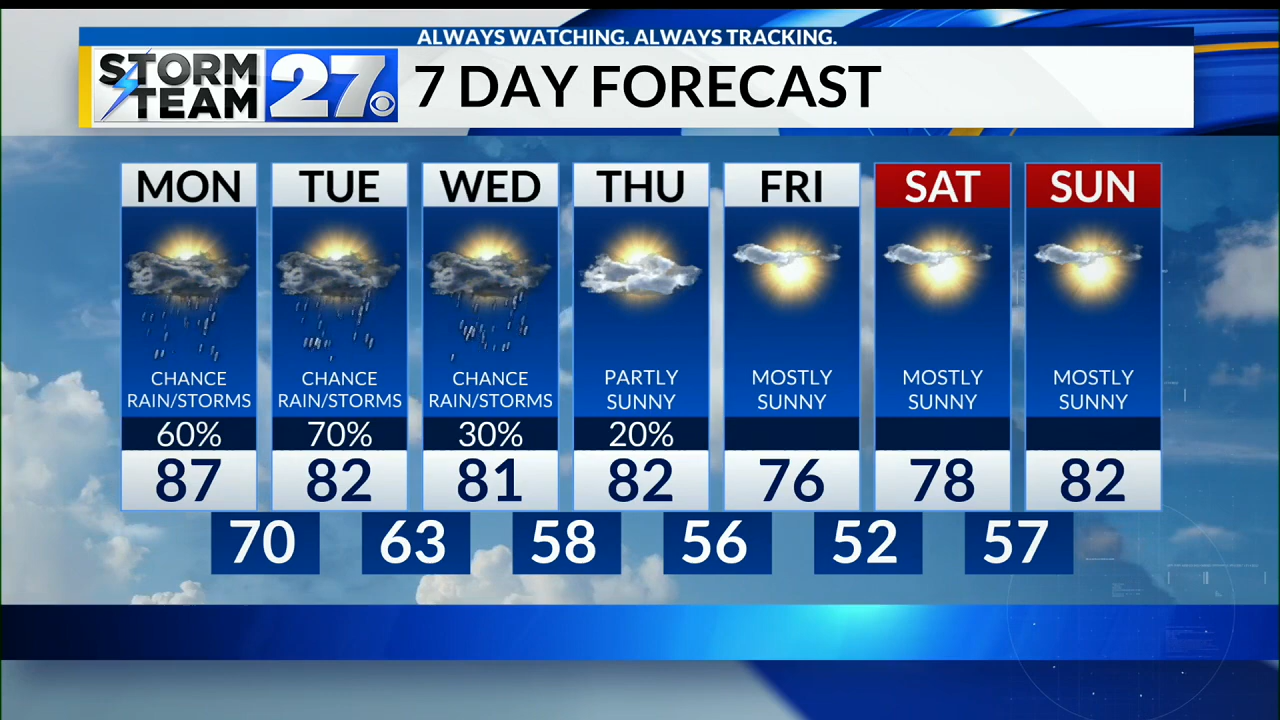 ALWAYS WATCHING. ALWAYS TRACKING.
STORM
TEAM
27
7 DAY FORECAST
MON TUE WED THU FRI SAT SUN
CHANCE CHANCE CHANCE PARTLY MOSTLY MOSTLY MOSTLY
RAIN/STORMS RAIN/STORMS RAIN/STORMS SUNNY SUNNY SUNNY SUNNY
60% 70% 30% 20%
87 82 81 82 76 78 82
70 63 58 56 52 57